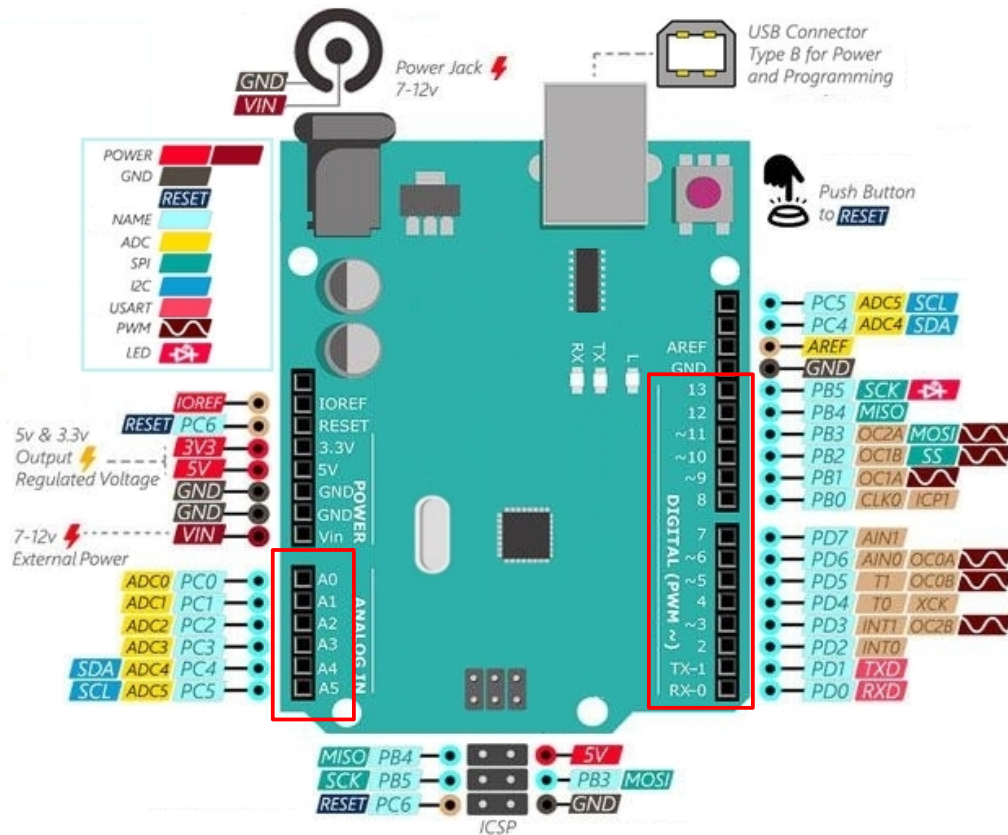 USB Connector
Type B for Power
and Programming
Power Jack
7-12v
GND
VIN
POWER
GND
RESET
NAME
ADC
SPI
I2C
USART
PWM
LED
Push Button
to RESET
IOREF
RESET PC6
3V3
5V
GND
GND
VIN
5v & 3.3v
Output
Regulated Voltage
7-12v
External Power
ADC0 PC0
ADC1 PC1
ADC2 PC2
ADC3 PC3
SDA ADC4 PC4
SCL ADC5 PC5
IOREF
RESET
3.3V
5V
GND
GND
Vin
POWER
A0
A1
A2
A3
A4
A5
ANALOG IN
RX
TX
L
AREF
GND
13
12
~11
~10
~9
8
7
~6
~5
4
~3
2
TX-1
RX-0
DIGITAL (PWM ~)
PC5 ADC5 SCL
PC4 ADC4 SDA
AREF
GND
PB5 SCK
PB4 MISO
PB3 OC2A MOSI
PB2 OC1B SS
PB1 OC1A
PB0 CLK0 ICP1
PD7 AIN1
PD6 AIN0 OC0A
PD5 T1 OC0B
PD4 T0 XCK
PD3 INT1 OC2B
PD2 INT0
PD1 TXD
PD0 RXD
MISO PB4 5V
SCK PB5 PB3 MOSI
RESET PC6 GND
ICSP